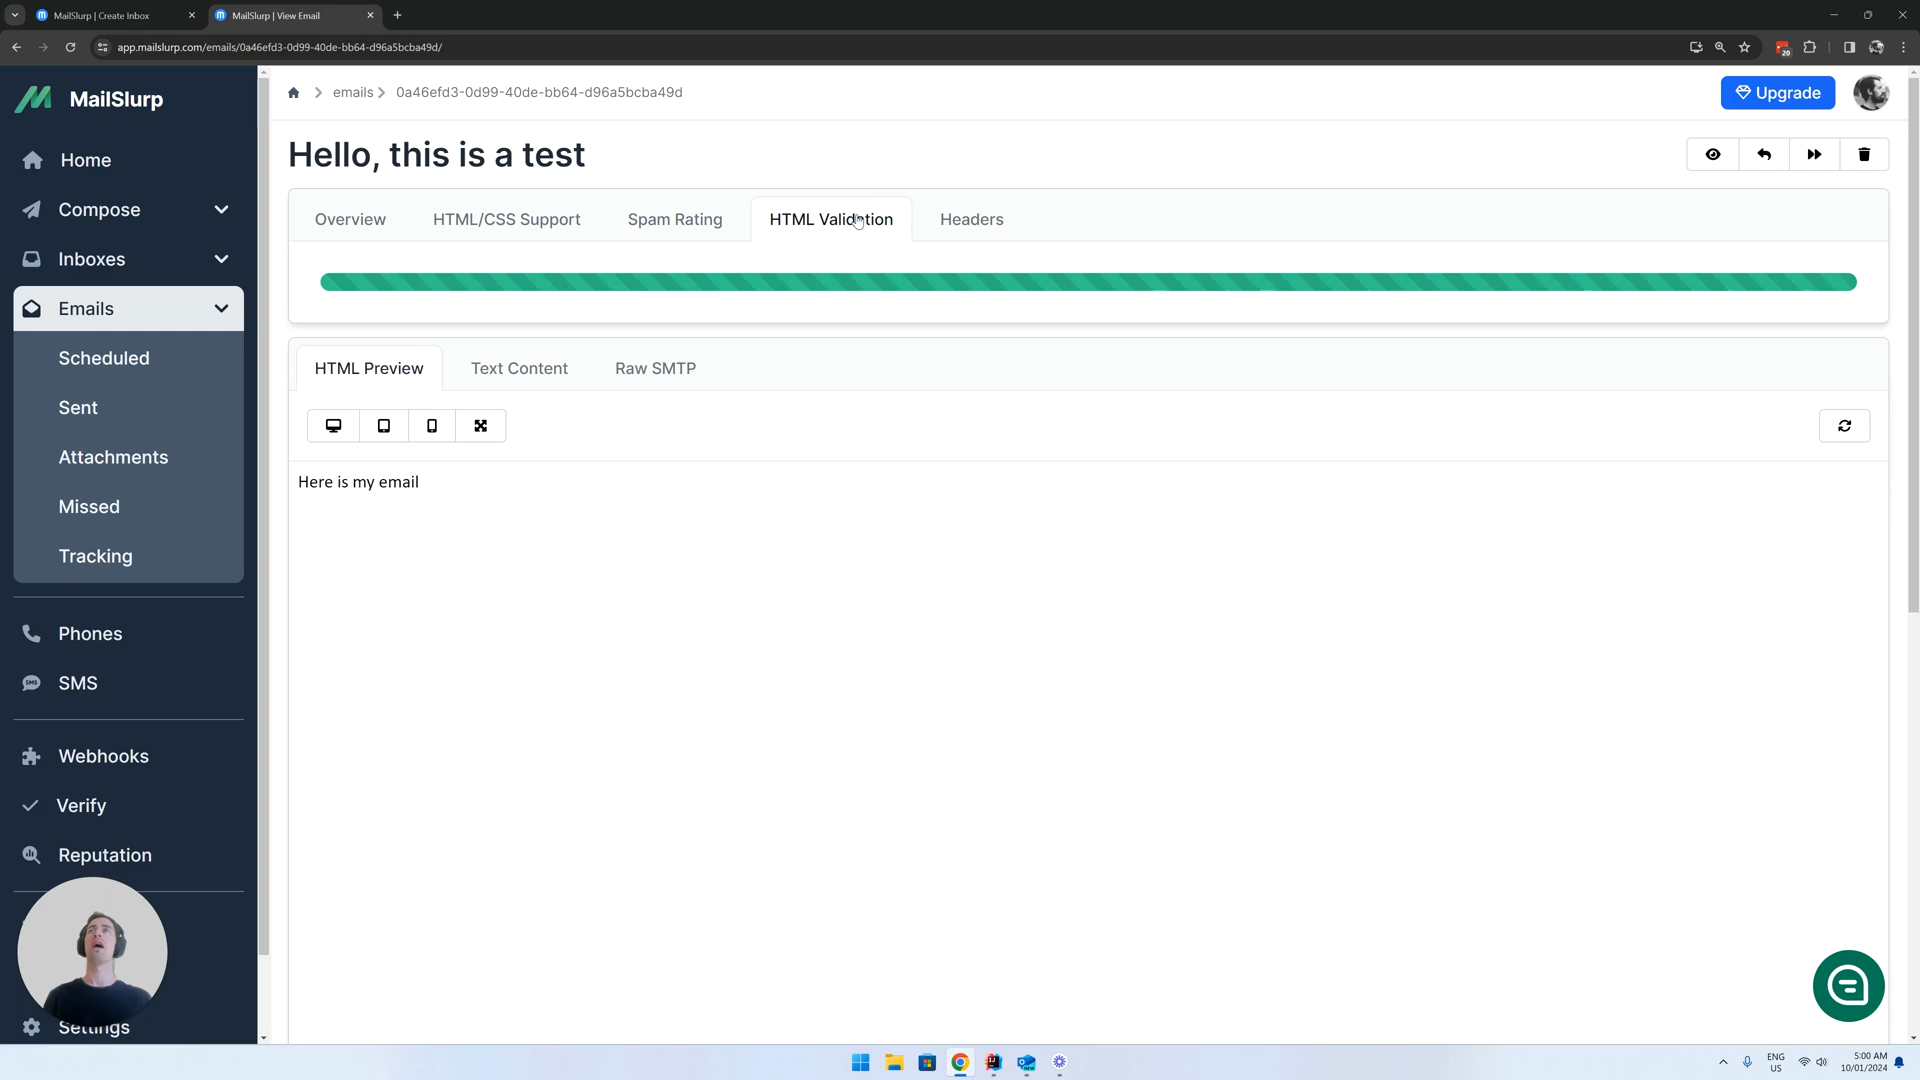 MailSlurp | Create Inbox
MailSlurp | View Email
app.mailslurp.com/emails/0a46efd3-0d99-40de-bb64-d96a5bcba49d/
20
MailSlurp
Home
Compose
Inboxes
Emails
Scheduled
Sent
Attachments
Missed
Tracking
Phones
SMS
SMS
Webhooks
Verify
Reputation
Settings
emails
0a46efd3-0d99-40de-bb64-d96a5bcba49d
Upgrade
Hello, this is a test
Overview
HTML/CSS Support
Spam Rating
HTML Validation
Headers
HTML Preview
Text Content
Raw SMTP
Here is my email
NEW
ENG
US
5:00 AM
10/01/2024